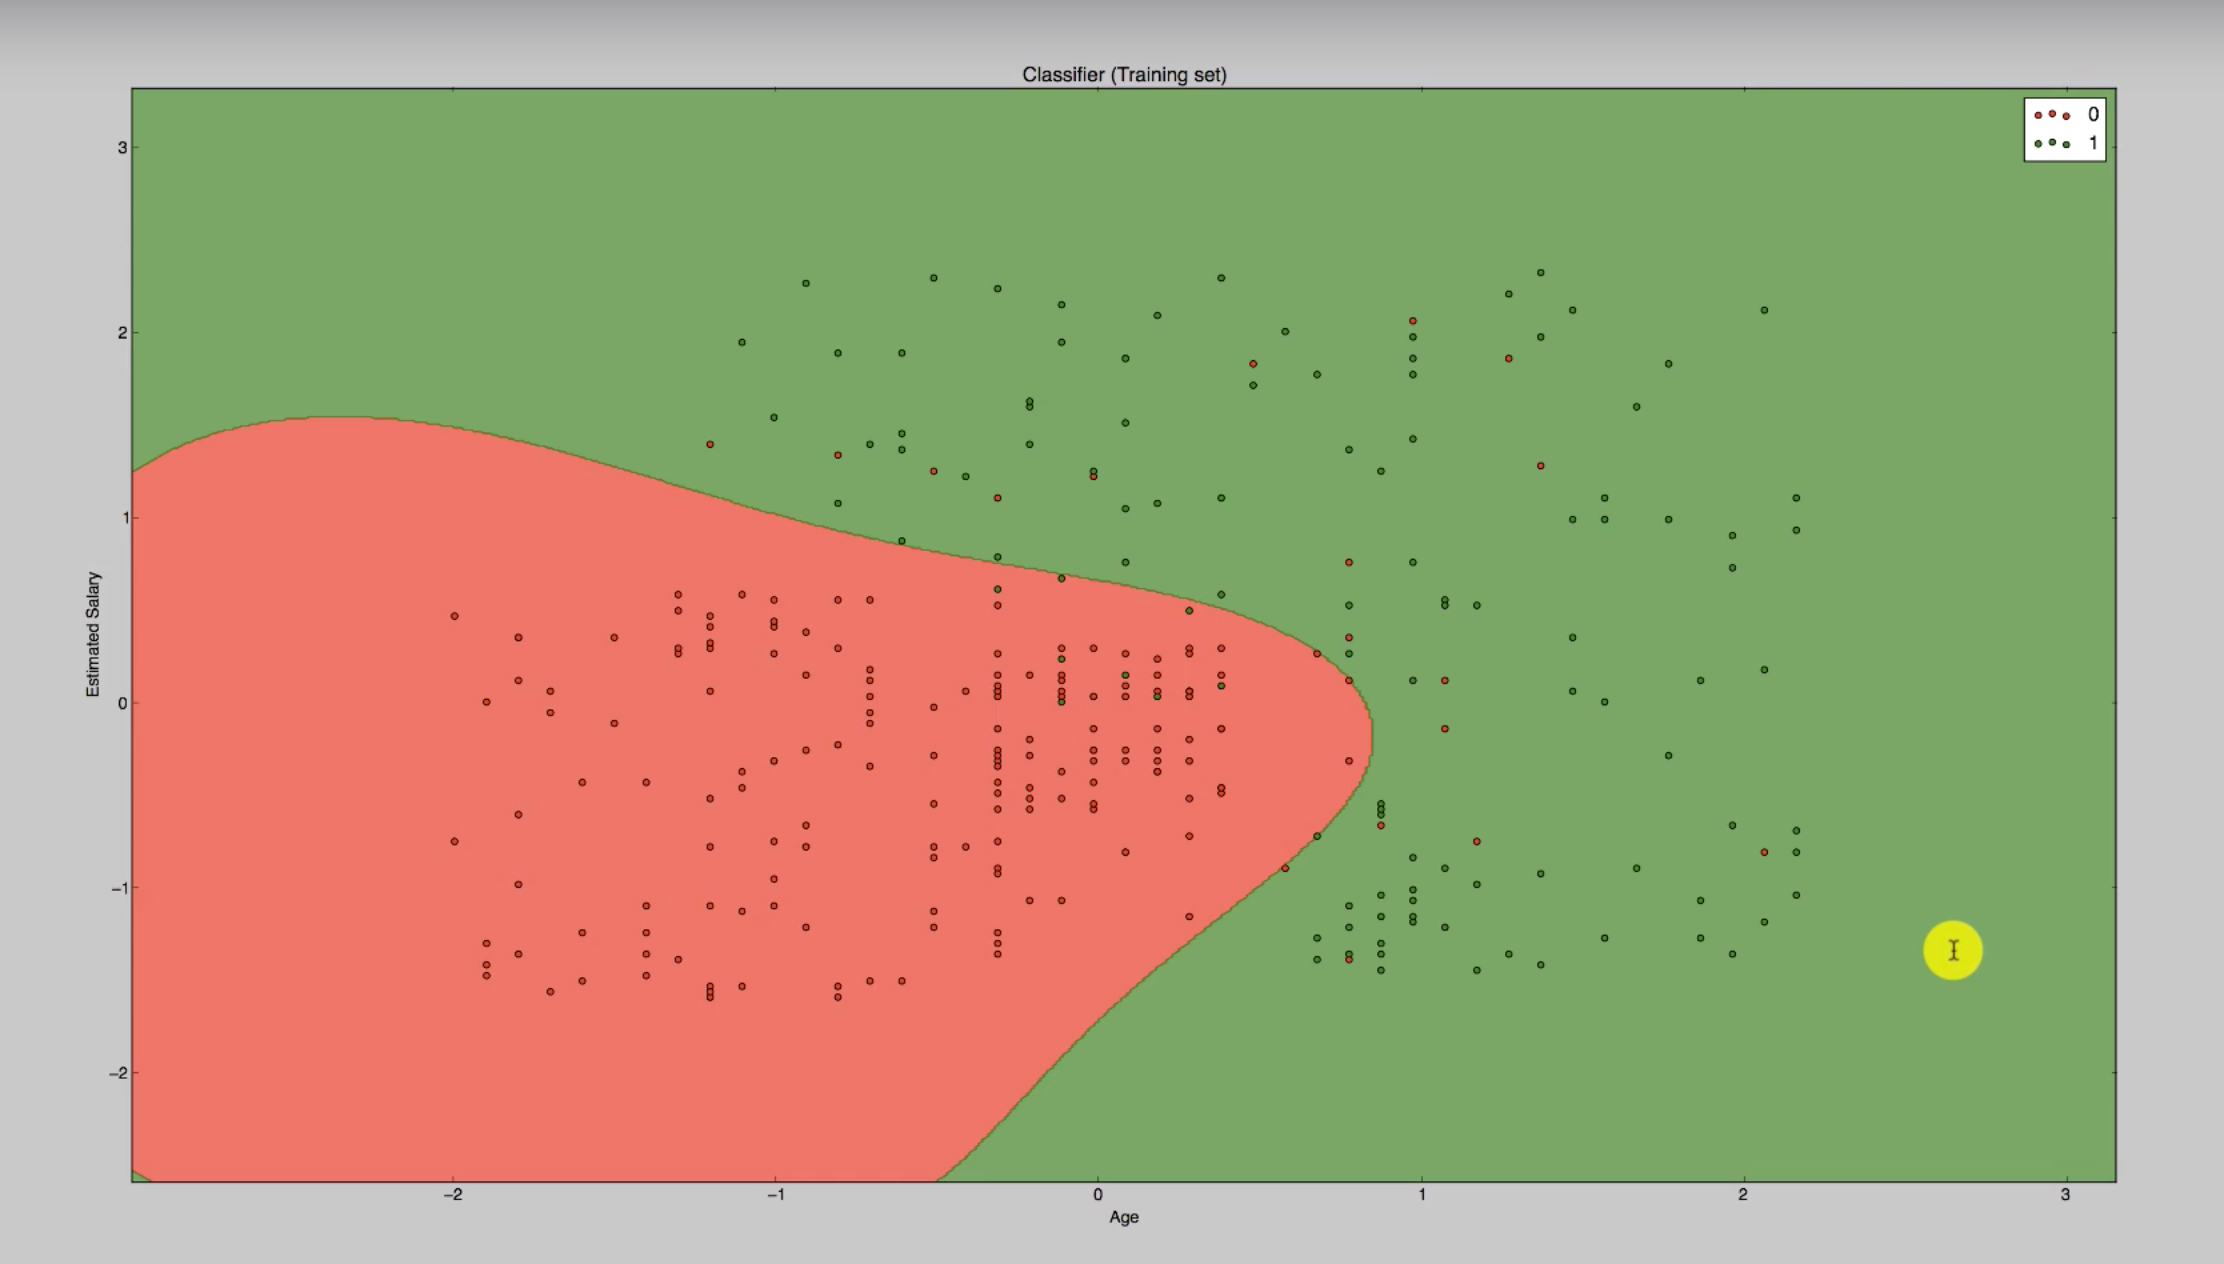 Classifier (Training set)
0
1
3
2
1
0
−1
−2
Estimated Salary
−2 −1 0 1 2 3
Age